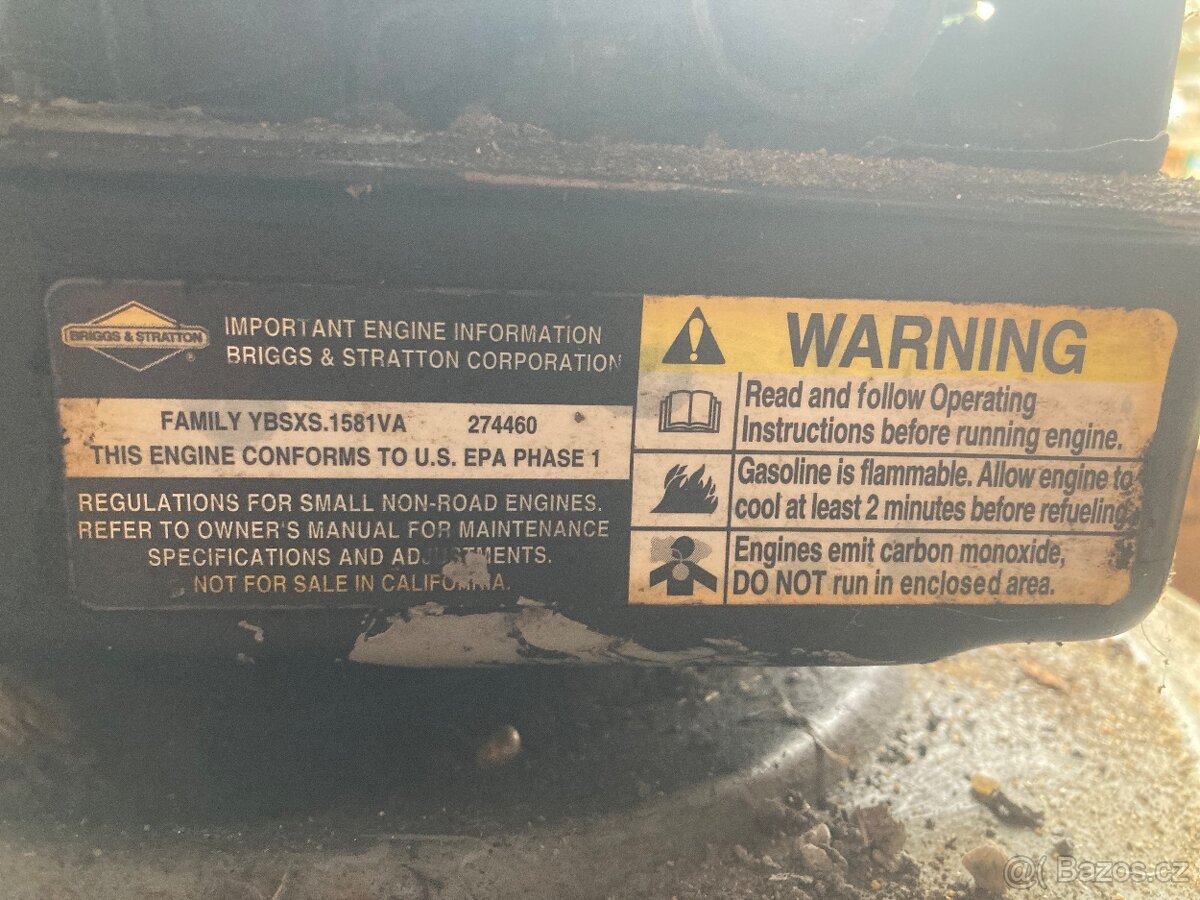 BRIGGS & STRATTON
®
IMPORTANT ENGINE INFORMATION
BRIGGS & STRATTON CORPORATION
FAMILY YBSXS.1581VA 274460
THIS ENGINE CONFORMS TO U.S. EPA PHASE 1
REGULATIONS FOR SMALL NON-ROAD ENGINES.
REFER TO OWNER'S MANUAL FOR MAINTENANCE
SPECIFICATIONS AND ADJUSTMENTS.
NOT FOR SALE IN CALIFORNIA.
WARNING
Read and follow Operating
Instructions before running engine.
Gasoline is flammable. Allow engine to
cool at least 2 minutes before refueling.
Engines emit carbon monoxide,
DO NOT run in enclosed area.
@( Bazos.cz